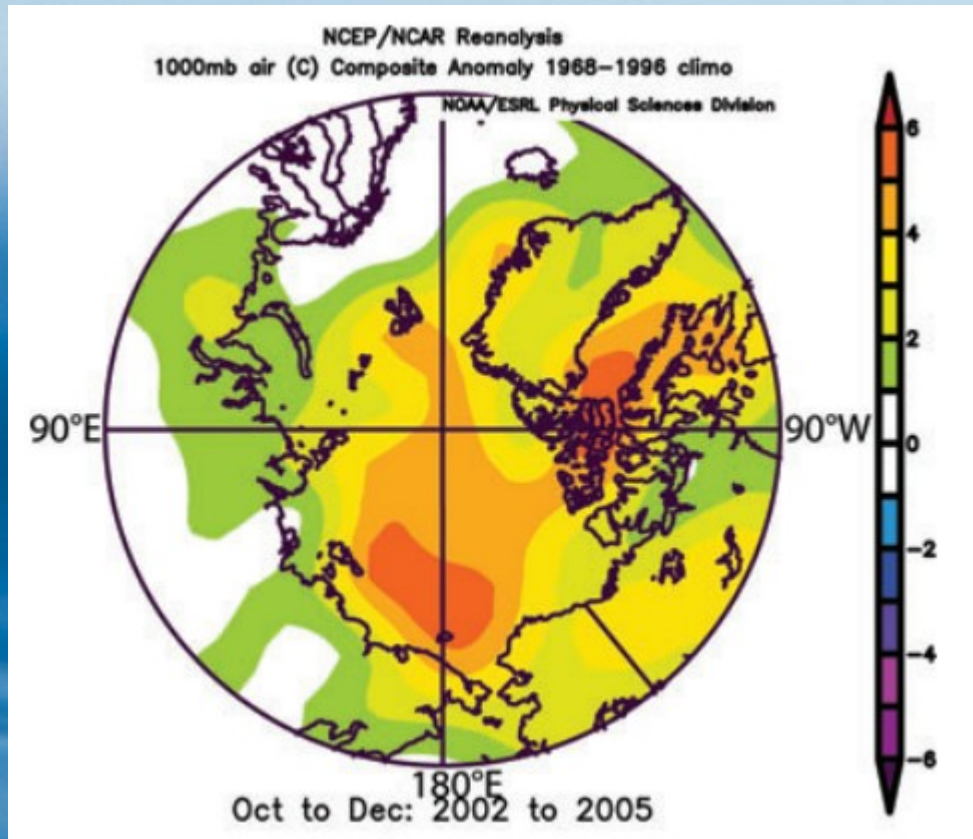 NCEP/NCAR Reanalysis
1000mb air (C) Composite Anomaly 1968-1996 climo
NOAA/ESRL Physical Sciences Division
6
4
2
90°E
90°W
0
-2
-4
-6
180°E
Oct to Dec: 2002 to 2005